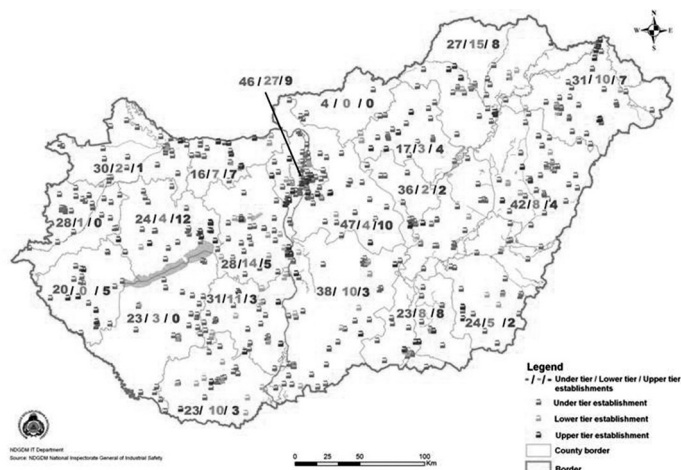 N
W
E
S
27/15/8
46/27/9
31/10/7
4/0/0
17/3/4
30/2/1
16/7/7
36/2/2
42/8/4
28/1/0
24/4/12
47/4/10
28/14/5
20/0/5
31/11/3
38/10/3
23/3/0
23/8/8
24/5/2
23/10/3
Legend
-/-/- Under tier / Lower tier / Upper tier
establishments
Under tier establishment
Lower tier establishment
Upper tier establishment
County border
Border
NDGDM IT Department
Source: NDGDM National Inspectorate General of Industrial Safety
0
50
100
Km